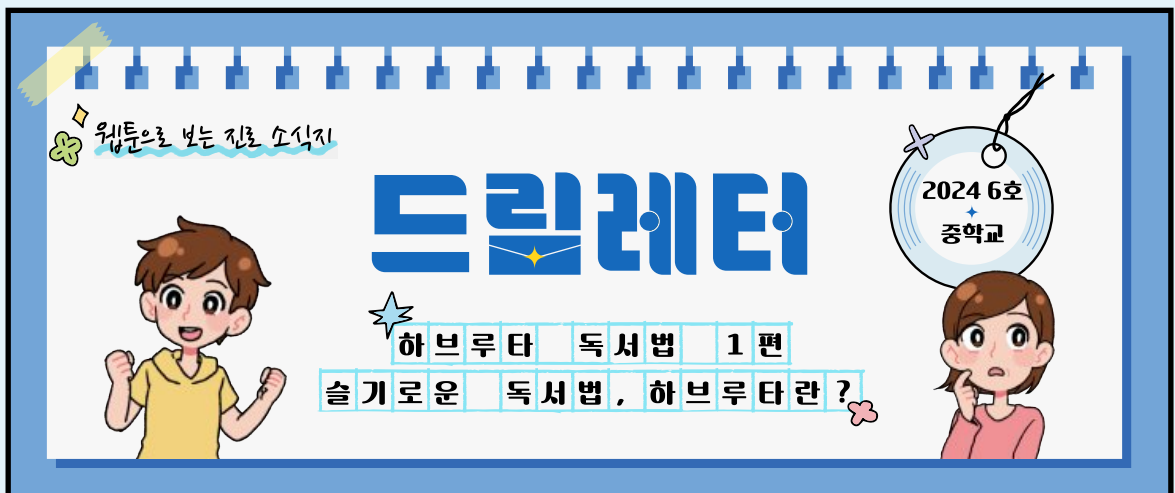 웹툰으로 보는 진로 소식지
드림레터
2024 6호
중학교
하브루타 독서법 1편
슬기로운 독서법, 하브루타란?